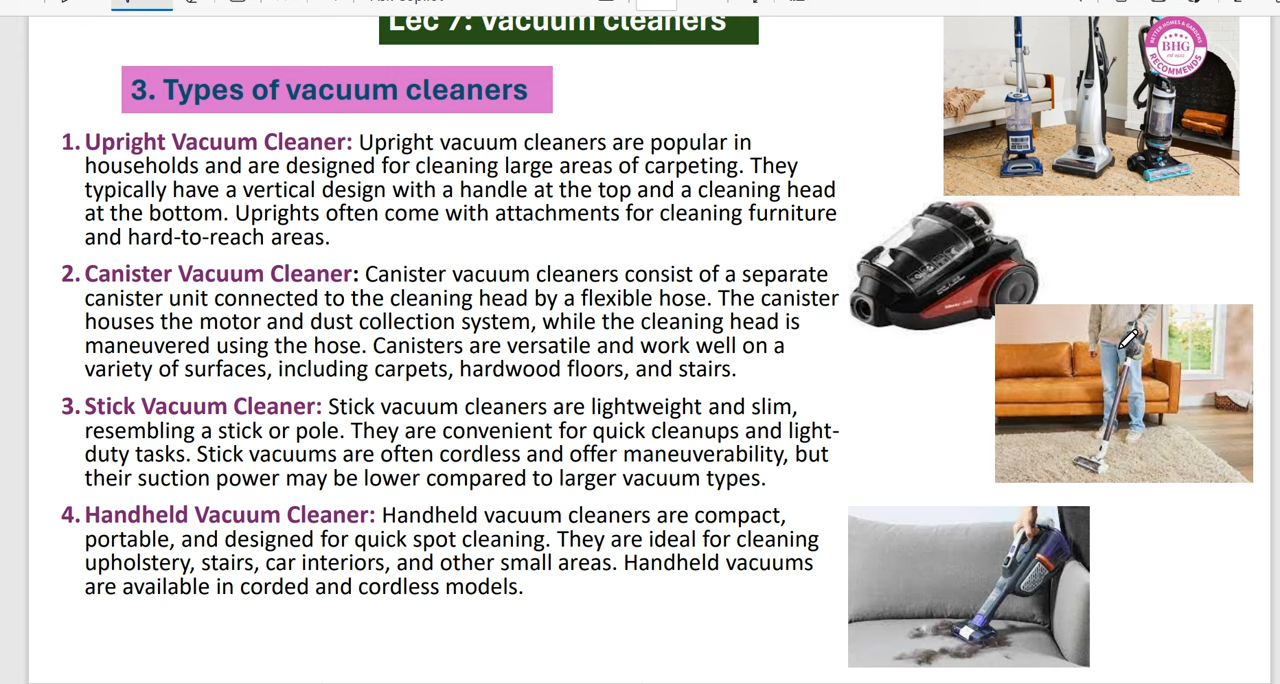 Lec 7: Vacuum cleaners
3. Types of vacuum cleaners
1. Upright Vacuum Cleaner: Upright vacuum cleaners are popular in
households and are designed for cleaning large areas of carpeting. They
typically have a vertical design with a handle at the top and a cleaning head
at the bottom. Uprights often come with attachments for cleaning furniture
and hard-to-reach areas.
2. Canister Vacuum Cleaner: Canister vacuum cleaners consist of a separate
canister unit connected to the cleaning head by a flexible hose. The canister
houses the motor and dust collection system, while the cleaning head is
maneuvered using the hose. Canisters are versatile and work well on a
variety of surfaces, including carpets, hardwood floors, and stairs.
3. Stick Vacuum Cleaner: Stick vacuum cleaners are lightweight and slim,
resembling a stick or pole. They are convenient for quick cleanups and light-
duty tasks. Stick vacuums are often cordless and offer maneuverability, but
their suction power may be lower compared to larger vacuum types.
4. Handheld Vacuum Cleaner: Handheld vacuum cleaners are compact,
portable, and designed for quick spot cleaning. They are ideal for cleaning
upholstery, stairs, car interiors, and other small areas. Handheld vacuums
are available in corded and cordless models.
BETTER HOMES & GARDENS
BHG
RECOMMENDS